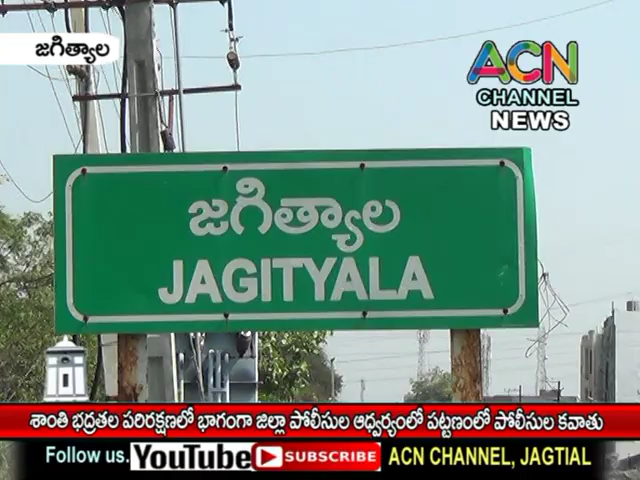 జగిత్యాల
ACN
CHANNEL
NEWS
జగిత్యాల
JAGITYALA
శాంతి భద్రతల పరిరక్షణలో భాగంగా జిల్లా పోలీసుల ఆధ్వర్యంలో పట్టణంలో పోలీసుల కవాతు
Follow us. YouTube SUBSCRIBE ACN CHANNEL, JAGTIAL